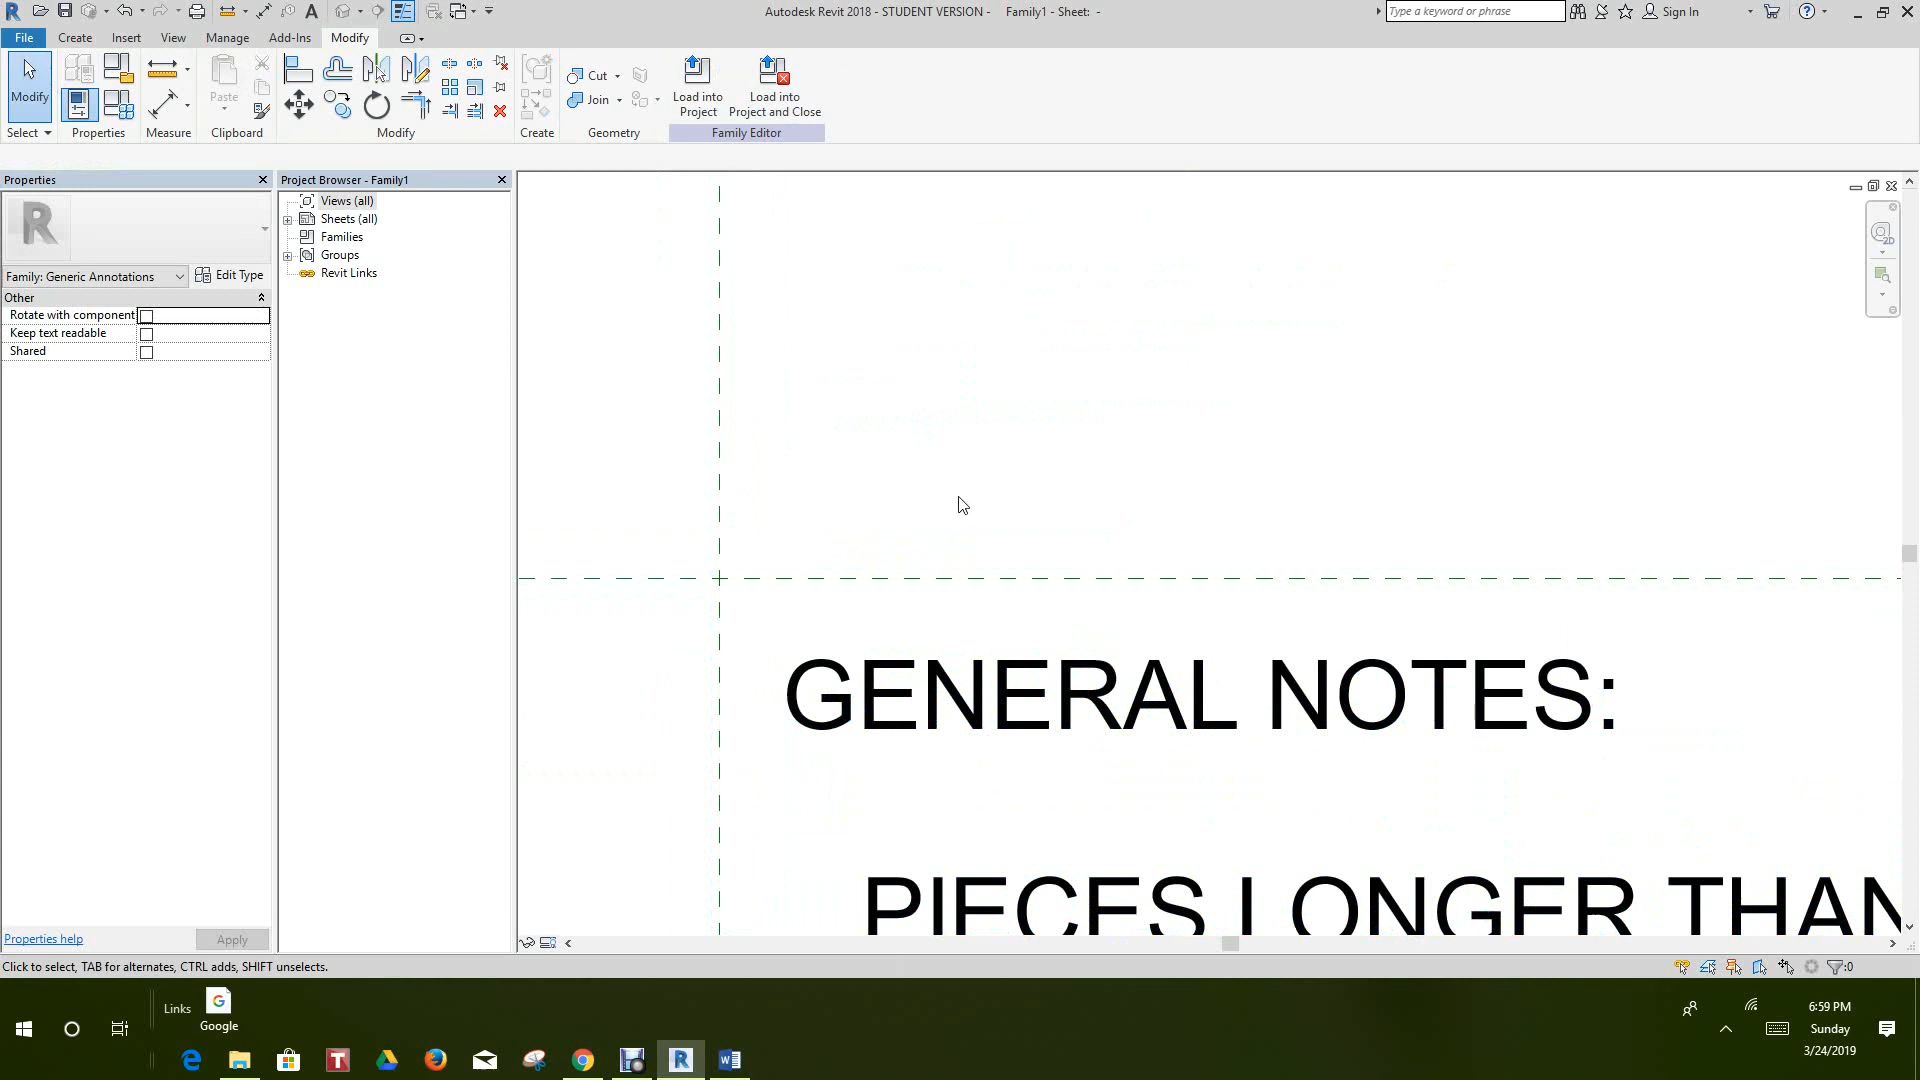 Autodesk Revit 2018 - STUDENT VERSION - Family1 - Sheet: -
Type a keyword or phrase
Sign In
File Create Insert View Manage Add-Ins Modify
Modify
Paste
Cut
Join
Load into Project
Load into Project and Close
Select Properties Measure Clipboard Modify Create Geometry Family Editor
Properties
Project Browser - Family1
R
Views (all)
Sheets (all)
Families
Groups
Revit Links
Family: Generic Annotations
Edit Type
Other
Rotate with component
Keep text readable
Shared
2D
GENERAL NOTES:
PIECES LONGER THAN
Properties help
Apply
Click to select, TAB for alternates, CTRL adds, SHIFT unselects.
:0
Links
Google
6:59 PM
Sunday
3/24/2019